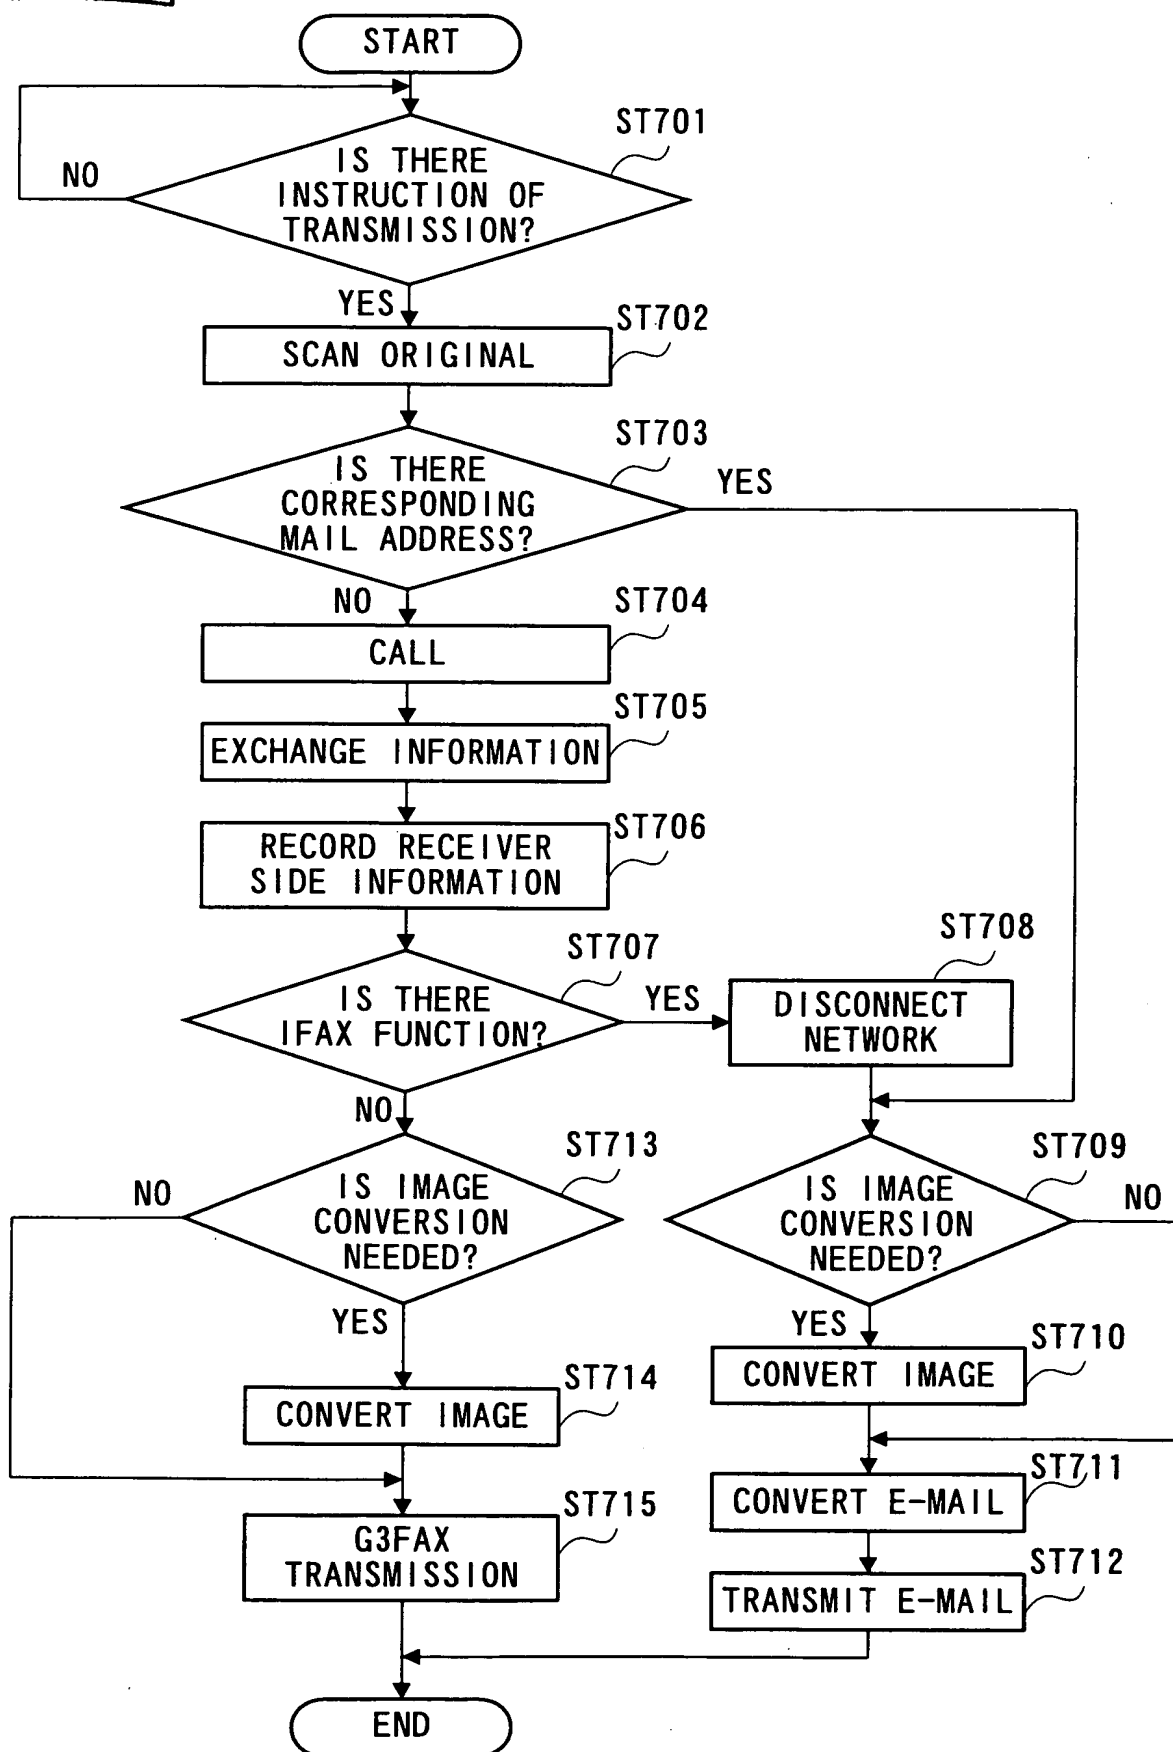 START
ST701
NO
IS THERE
INSTRUCTION OF
TRANSMISSION?
YES
ST702
SCAN ORIGINAL
ST703
IS THERE
CORRESPONDING
MAIL ADDRESS?
YES
NO
ST704
CALL
ST705
EXCHANGE INFORMATION
ST706
RECORD RECEIVER
SIDE INFORMATION
ST707
IS THERE
IFAX FUNCTION?
YES
ST708
DISCONNECT
NETWORK
NO
ST713
NO
IS IMAGE
CONVERSION
NEEDED?
YES
ST709
IS IMAGE
CONVERSION
NEEDED?
NO
YES
ST710
CONVERT IMAGE
ST714
CONVERT IMAGE
ST711
CONVERT E-MAIL
ST715
G3FAX
TRANSMISSION
ST712
TRANSMIT E-MAIL
END